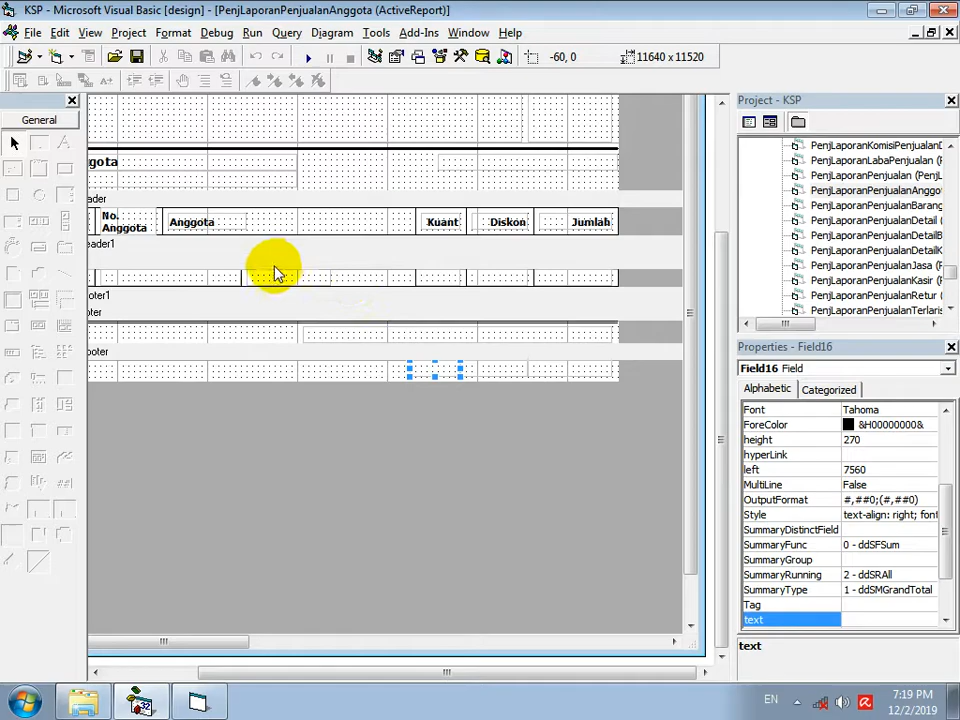 KSP - Microsoft Visual Basic [design] - [PenjLaporanPenjualanAnggota (ActiveReport)]
File Edit View Project Format Debug Run Query Diagram Tools Add-Ins Window Help
-60, 0
11640 x 11520
General
Project - KSP
PenjLaporanKomisiPenjualanD
PenjLaporanLabaPenjualan (F
PenjLaporanPenjualan (PenjL
PenjLaporanPenjualanAnggo
PenjLaporanPenjualanBarang
PenjLaporanPenjualanDetail (
PenjLaporanPenjualanDetailB
PenjLaporanPenjualanDetailK
PenjLaporanPenjualanJasa (F
PenjLaporanPenjualanKasir (
PenjLaporanPenjualanRetur (
PenjLaporanPenjualanTerlaris
ggota
ader
No. Anggota
Anggota
Kuant
Diskon
Jumlah
eader1
ooter1
oter
ooter
Properties - Field16
Field16 Field
Alphabetic Categorized
Font Tahoma
ForeColor &H00000000&
height 270
hyperLink
left 7560
MultiLine False
OutputFormat #,##0;(#,##0)
Style text-align: right; font
SummaryDistinctField
SummaryFunc 0 - ddSFSum
SummaryGroup
SummaryRunning 2 - ddSRAll
SummaryType 1 - ddSMGrandTotal
Tag
text
text
EN
7:19 PM
12/2/2019